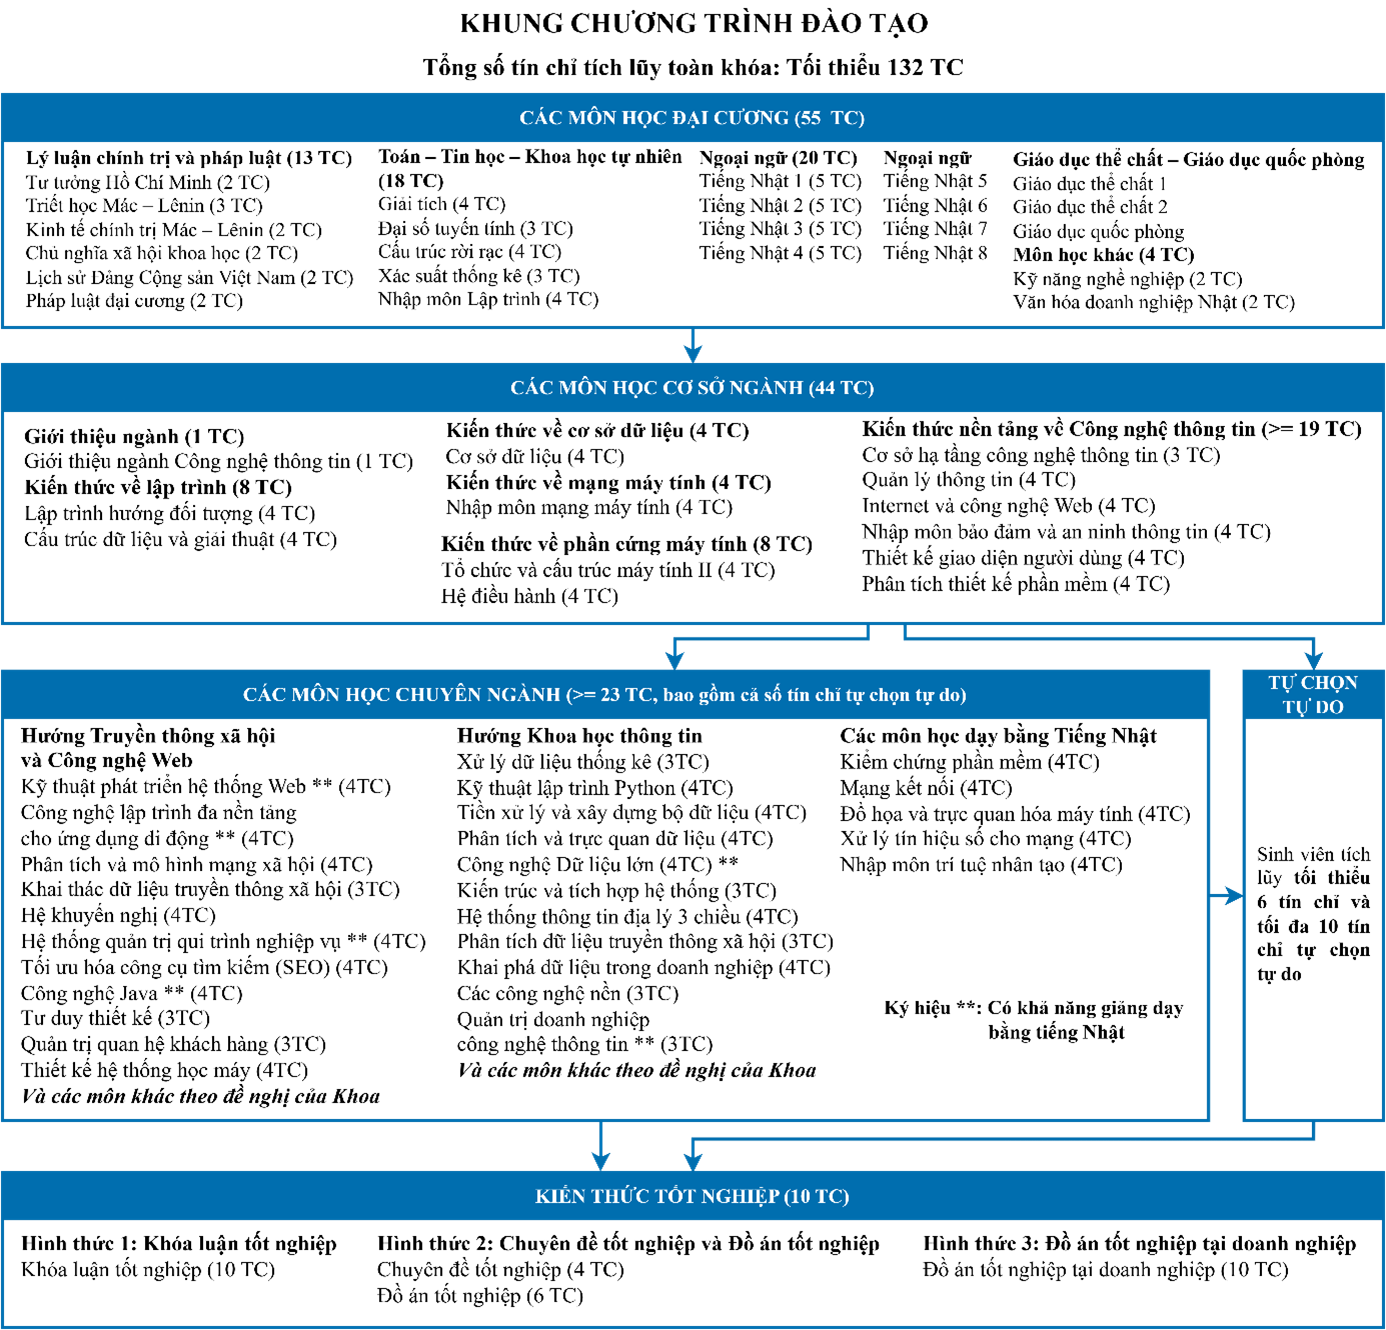 KHUNG CHƯƠNG TRÌNH ĐÀO TẠO
Tổng số tín chỉ tích lũy toàn khóa: Tối thiểu 132 TC
CÁC MÔN HỌC ĐẠI CƯƠNG (55 TC)
Lý luận chính trị và pháp luật (13 TC)
Tư tưởng Hồ Chí Minh (2 TC)
Triết học Mác – Lênin (3 TC)
Kinh tế chính trị Mác – Lênin (2 TC)
Chủ nghĩa xã hội khoa học (2 TC)
Lịch sử Đảng Cộng sản Việt Nam (2 TC)
Pháp luật đại cương (2 TC)
Toán – Tin học – Khoa học tự nhiên
(18 TC)
Giải tích (4 TC)
Đại số tuyến tính (3 TC)
Cấu trúc rời rạc (4 TC)
Xác suất thống kê (3 TC)
Nhập môn Lập trình (4 TC)
Ngoại ngữ (20 TC)
Tiếng Nhật 1 (5 TC)
Tiếng Nhật 2 (5 TC)
Tiếng Nhật 3 (5 TC)
Tiếng Nhật 4 (5 TC)
Ngoại ngữ
Tiếng Nhật 5
Tiếng Nhật 6
Tiếng Nhật 7
Tiếng Nhật 8
Giáo dục thể chất – Giáo dục quốc phòng
Giáo dục thể chất 1
Giáo dục thể chất 2
Giáo dục quốc phòng
Môn học khác (4 TC)
Kỹ năng nghề nghiệp (2 TC)
Văn hóa doanh nghiệp Nhật (2 TC)
CÁC MÔN HỌC CƠ SỞ NGÀNH (44 TC)
Giới thiệu ngành (1 TC)
Giới thiệu ngành Công nghệ thông tin (1 TC)
Kiến thức về lập trình (8 TC)
Lập trình hướng đối tượng (4 TC)
Cấu trúc dữ liệu và giải thuật (4 TC)
Kiến thức về cơ sở dữ liệu (4 TC)
Cơ sở dữ liệu (4 TC)
Kiến thức về mạng máy tính (4 TC)
Nhập môn mạng máy tính (4 TC)
Kiến thức về phần cứng máy tính (8 TC)
Tổ chức và cấu trúc máy tính II (4 TC)
Hệ điều hành (4 TC)
Kiến thức nền tảng về Công nghệ thông tin (>= 19 TC)
Cơ sở hạ tầng công nghệ thông tin (3 TC)
Quản lý thông tin (4 TC)
Internet và công nghệ Web (4 TC)
Nhập môn bảo đảm và an ninh thông tin (4 TC)
Thiết kế giao diện người dùng (4 TC)
Phân tích thiết kế phần mềm (4 TC)
CÁC MÔN HỌC CHUYÊN NGÀNH (>= 23 TC, bao gồm cả số tín chỉ tự chọn tự do)
Hướng Truyền thông xã hội
và Công nghệ Web
Kỹ thuật phát triển hệ thống Web ** (4TC)
Công nghệ lập trình đa nền tảng
cho ứng dụng di động ** (4TC)
Phân tích và mô hình mạng xã hội (4TC)
Khai thác dữ liệu truyền thông xã hội (3TC)
Hệ khuyến nghị (4TC)
Hệ thống quản trị qui trình nghiệp vụ ** (4TC)
Tối ưu hóa công cụ tìm kiếm (SEO) (4TC)
Công nghệ Java ** (4TC)
Tư duy thiết kế (3TC)
Quản trị quan hệ khách hàng (3TC)
Thiết kế hệ thống học máy (4TC)
Và các môn khác theo đề nghị của Khoa
Hướng Khoa học thông tin
Xử lý dữ liệu thống kê (3TC)
Kỹ thuật lập trình Python (4TC)
Tiền xử lý và xây dựng bộ dữ liệu (4TC)
Phân tích và trực quan dữ liệu (4TC)
Công nghệ Dữ liệu lớn (4TC) **
Kiến trúc và tích hợp hệ thống (3TC)
Hệ thống thông tin địa lý 3 chiều (4TC)
Phân tích dữ liệu truyền thông xã hội (3TC)
Khai phá dữ liệu trong doanh nghiệp (4TC)
Các công nghệ nền (3TC)
Quản trị doanh nghiệp
công nghệ thông tin ** (3TC)
Và các môn khác theo đề nghị của Khoa
Các môn học dạy bằng Tiếng Nhật
Kiểm chứng phần mềm (4TC)
Mạng kết nối (4TC)
Đồ họa và trực quan hóa máy tính (4TC)
Xử lý tín hiệu số cho mạng (4TC)
Nhập môn trí tuệ nhân tạo (4TC)
Ký hiệu **: Có khả năng giảng dạy
bằng tiếng Nhật
TỰ CHỌN
TỰ DO
Sinh viên tích
lũy tối thiểu
6 tín chỉ và
tối đa 10 tín
chỉ tự chọn
tự do
KIẾN THỨC TỐT NGHIỆP (10 TC)
Hình thức 1: Khóa luận tốt nghiệp
Khóa luận tốt nghiệp (10 TC)
Hình thức 2: Chuyên đề tốt nghiệp và Đồ án tốt nghiệp
Chuyên đề tốt nghiệp (4 TC)
Đồ án tốt nghiệp (6 TC)
Hình thức 3: Đồ án tốt nghiệp tại doanh nghiệp
Đồ án tốt nghiệp tại doanh nghiệp (10 TC)